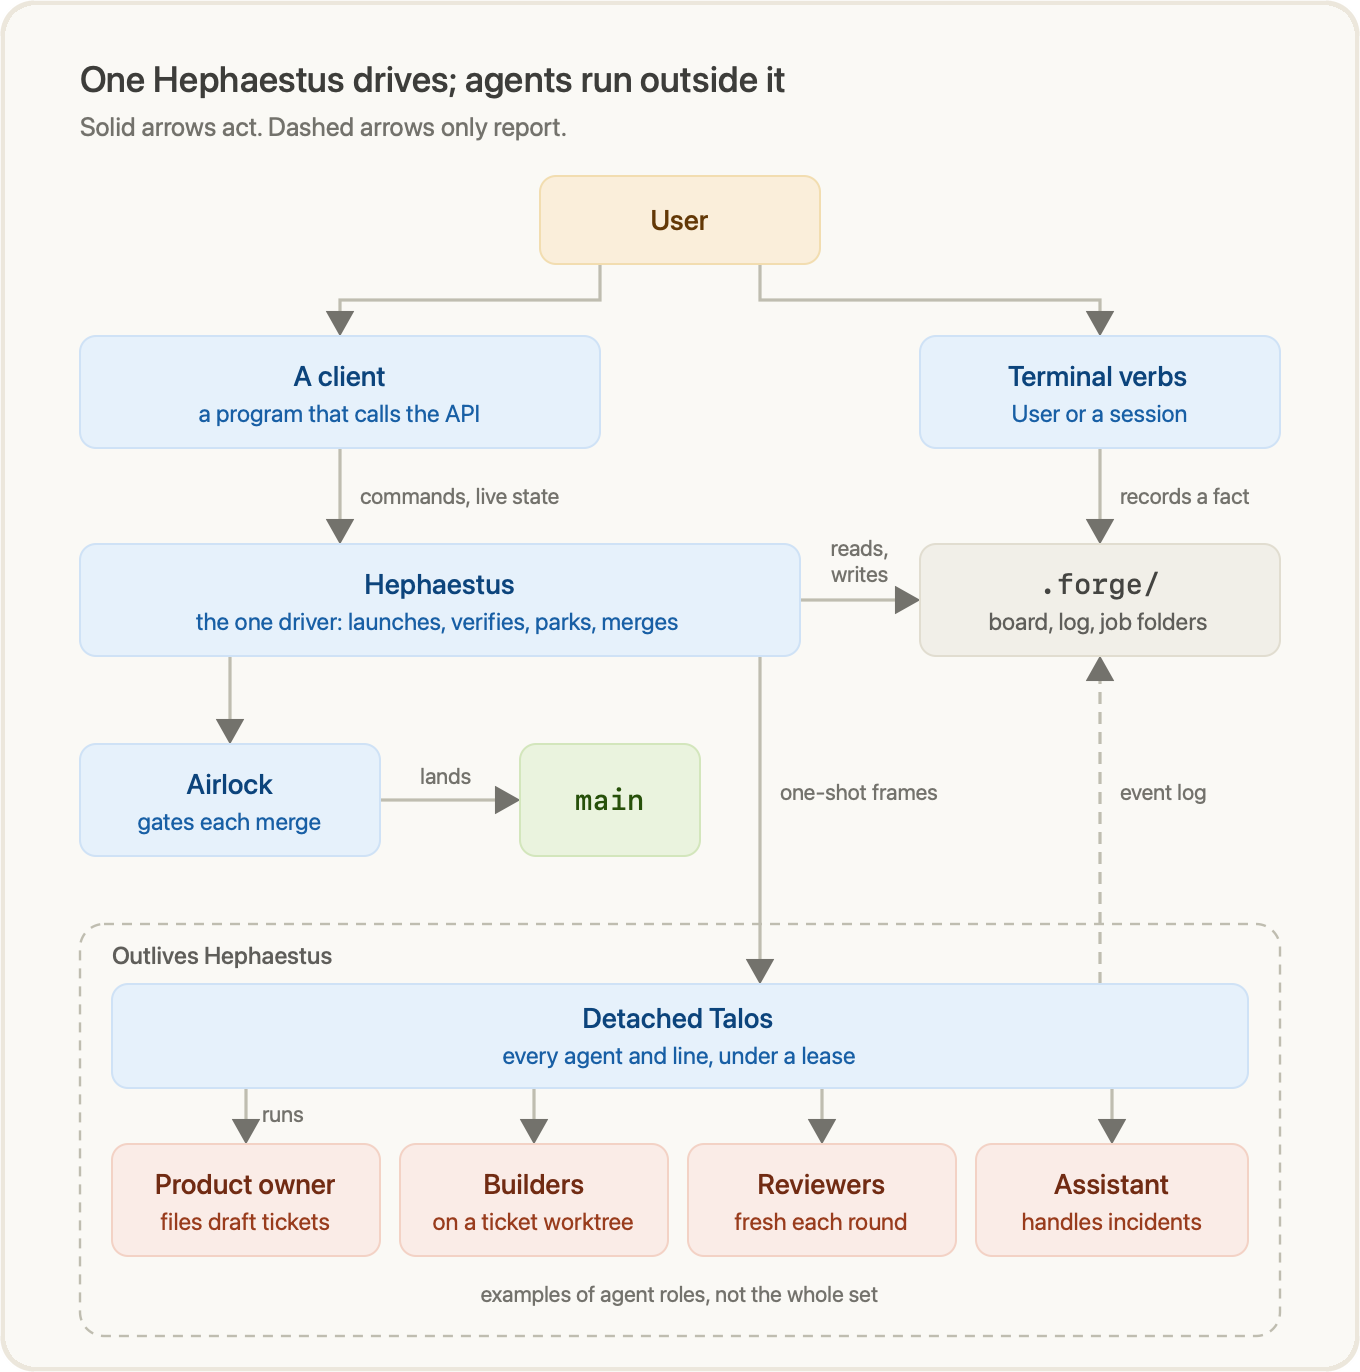 One Hephaestus drives; agents run outside it
Solid arrows act. Dashed arrows only report.
User
A client
a program that calls the API
Terminal verbs
User or a session
commands, live state
records a fact
Hephaestus
the one driver: launches, verifies, parks, merges
reads,
writes
.forge/
board, log, job folders
Airlock
gates each merge
lands
main
one-shot frames
event log
Outlives Hephaestus
Detached Talos
every agent and line, under a lease
runs
Product owner
files draft tickets
Builders
on a ticket worktree
Reviewers
fresh each round
Assistant
handles incidents
examples of agent roles, not the whole set